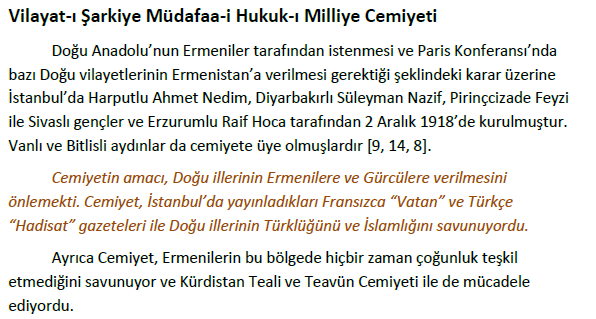 Vilayat-ı Şarkiye Müdafaa-i Hukuk-ı Milliye Cemiyeti
Doğu Anadolu’nun Ermeniler tarafından istenmesi ve Paris Konferansı’nda
bazı Doğu vilayetlerinin Ermenistan’a verilmesi gerektiği şeklindeki karar üzerine
İstanbul’da Harputlu Ahmet Nedim, Diyarbakırlı Süleyman Nazif, Pirinççizade Feyzi
ile Sivaslı gençler ve Erzurumlu Raif Hoca tarafından 2 Aralık 1918’de kurulmuştur.
Vanlı ve Bitlisli aydınlar da cemiyete üye olmuşlardır [9, 14, 8].
Cemiyetin amacı, Doğu illerinin Ermenilere ve Gürcülere verilmesini
önlemekti. Cemiyet, İstanbul’da yayınladıkları Fransızca “Vatan” ve Türkçe
“Hadisat” gazeteleri ile Doğu illerinin Türklüğünü ve İslamlığını savunuyordu.
Ayrıca Cemiyet, Ermenilerin bu bölgede hiçbir zaman çoğunluk teşkil
etmediğini savunuyor ve Kürdistan Teali ve Teavün Cemiyeti ile de mücadele
ediyordu.